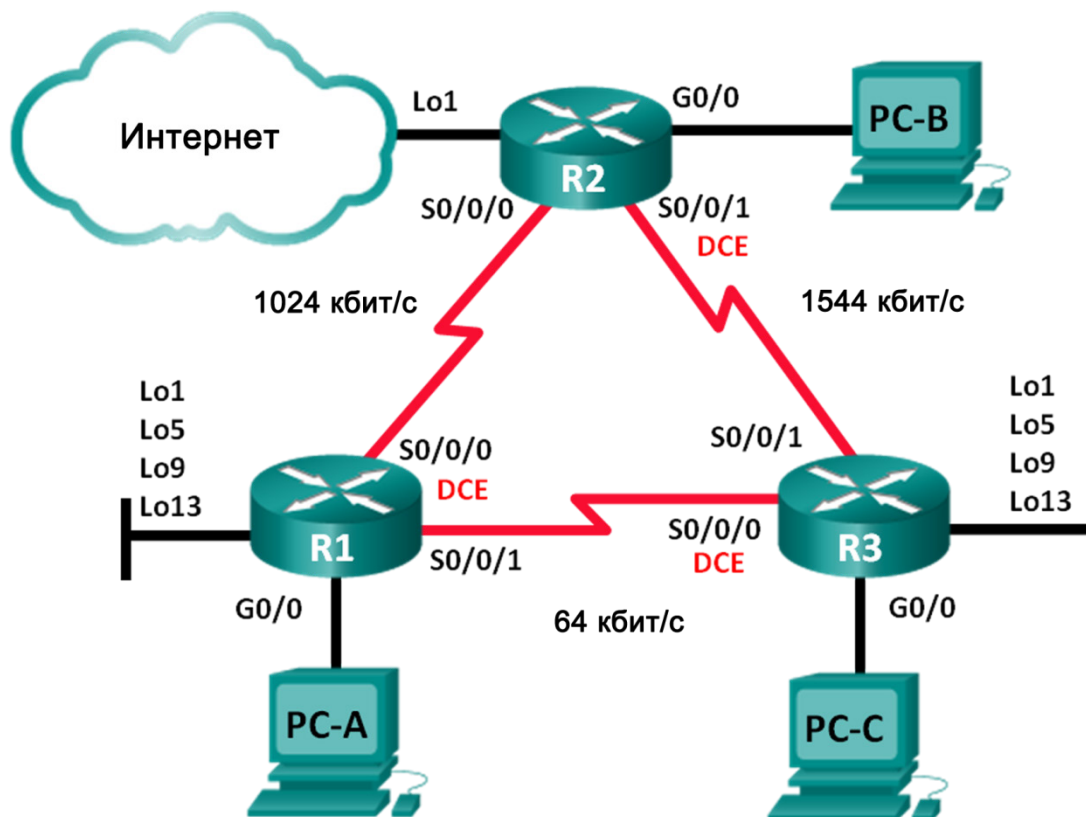 Интернет
Lo1
R2
G0/0
PC-B
S0/0/0
S0/0/1
DCE
1024 кбит/с
1544 кбит/с
Lo1
Lo5
Lo9
Lo13
R1
S0/0/0
DCE
S0/0/1
G0/0
PC-A
64 кбит/с
S0/0/1
S0/0/0
DCE
R3
Lo1
Lo5
Lo9
Lo13
G0/0
PC-C